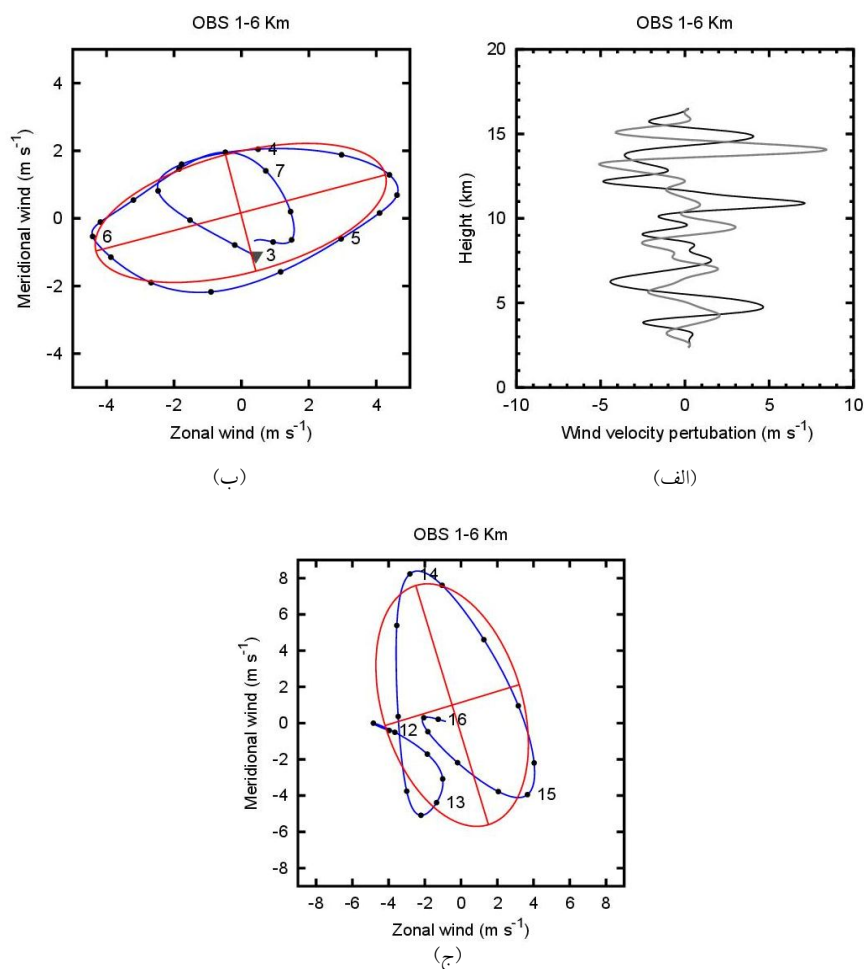 OBS 1-6 Km
Meridional wind (m s⁻¹)
4
2
0
-2
-4
4
7
6
5
3
-4 -2 0 2 4
Zonal wind (m s⁻¹)
(ب)
OBS 1-6 Km
Height (km)
20
15
10
5
0
-10 -5 0 5 10
Wind velocity pertubation (m s⁻¹)
(الف)
OBS 1-6 Km
Meridional wind (m s⁻¹)
8
6
4
2
0
-2
-4
-6
-8
14
16
12
13
15
-8 -6 -4 -2 0 2 4 6 8
Zonal wind (m s⁻¹)
(ج)